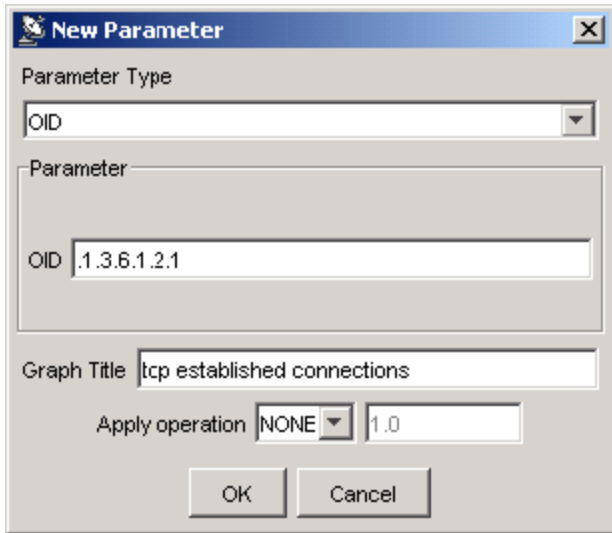 New Parameter
Parameter Type
OID
Parameter
OID .1.3.6.1.2.1
Graph Title tcp established connections
Apply operation NONE 1.0
OK Cancel